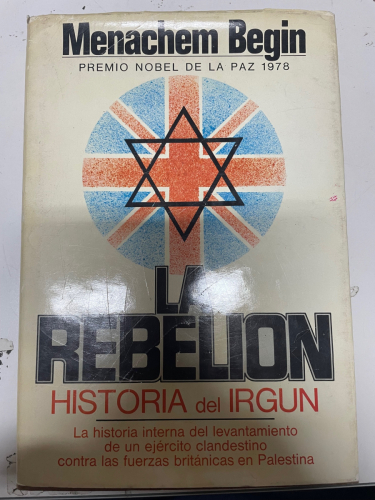 Menachem Begin
PREMIO NOBEL DE LA PAZ 1978
LA
REBELION
HISTORIA del IRGUN
La historia interna del levantamiento
de un ejército clandestino
contra las fuerzas británicas en Palestina